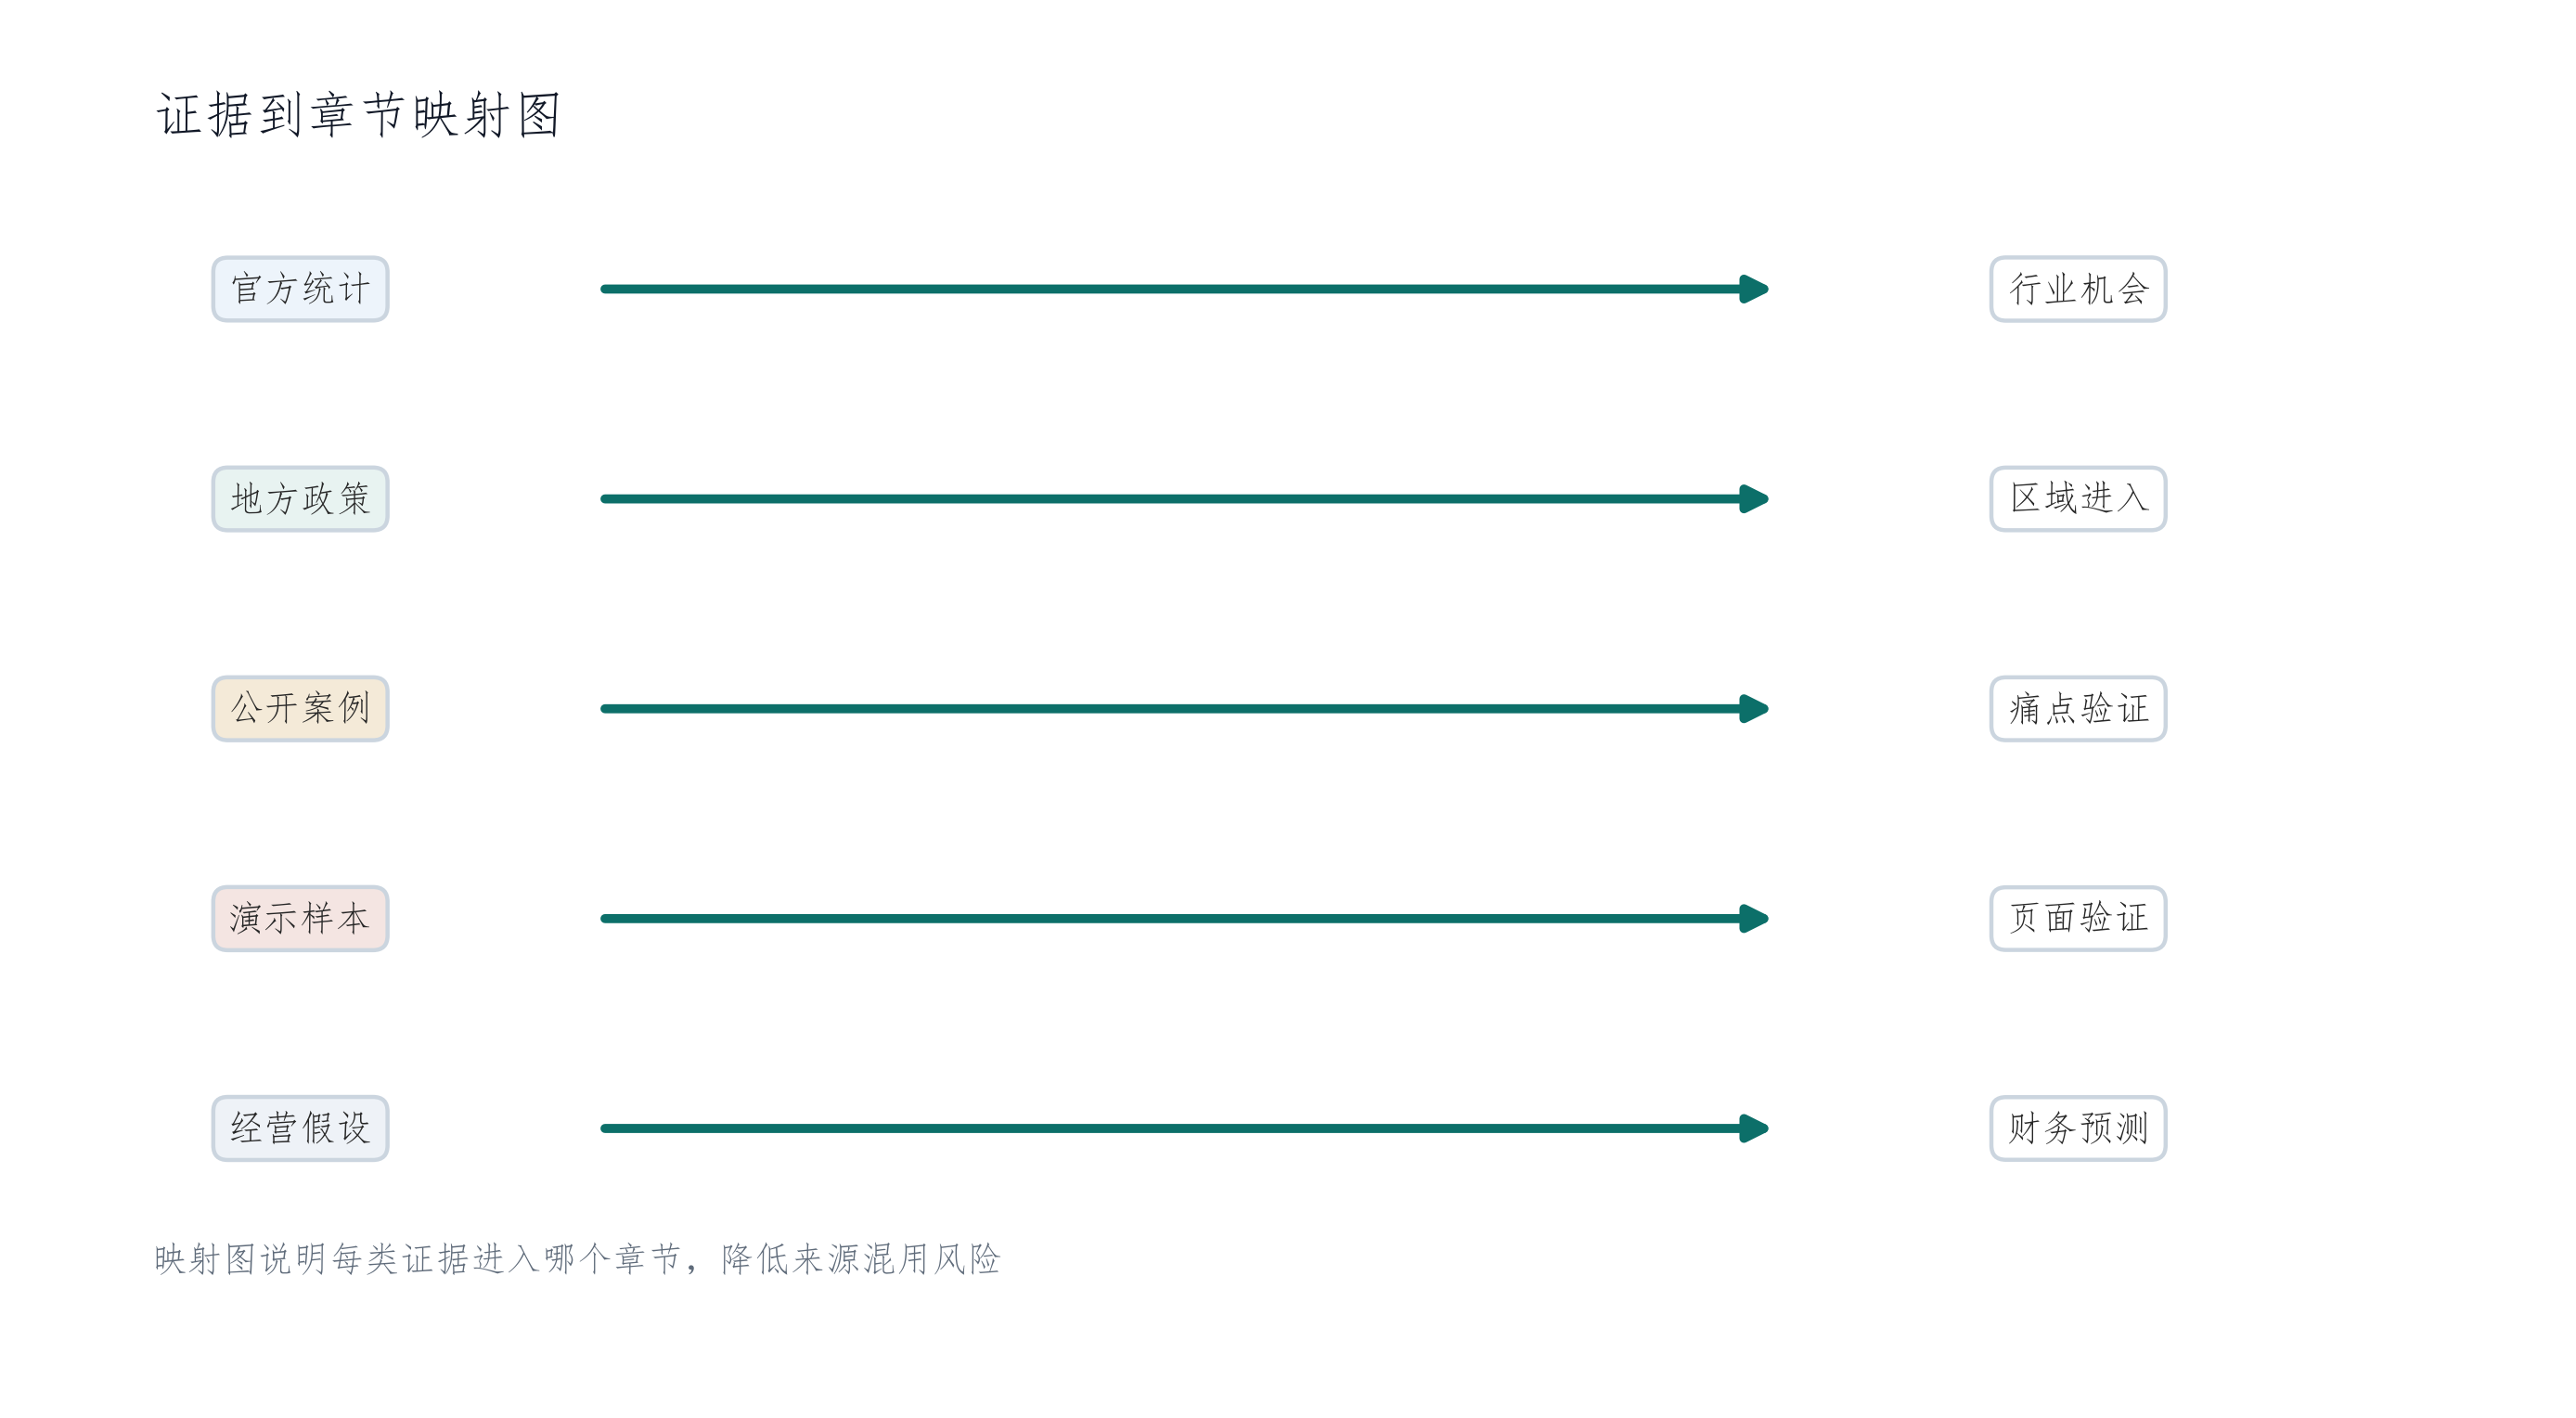 证据到章节映射图
官方统计 行业机会
地方政策 区域进入
公开案例 痛点验证
演示样本 页面验证
经营假设 财务预测
映射图说明每类证据进入哪个章节，降低来源混用风险